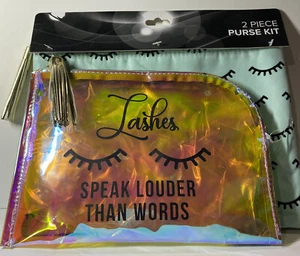 2 PIECE
PURSE KIT
Lashes
SPEAK LOUDER
THAN WORDS